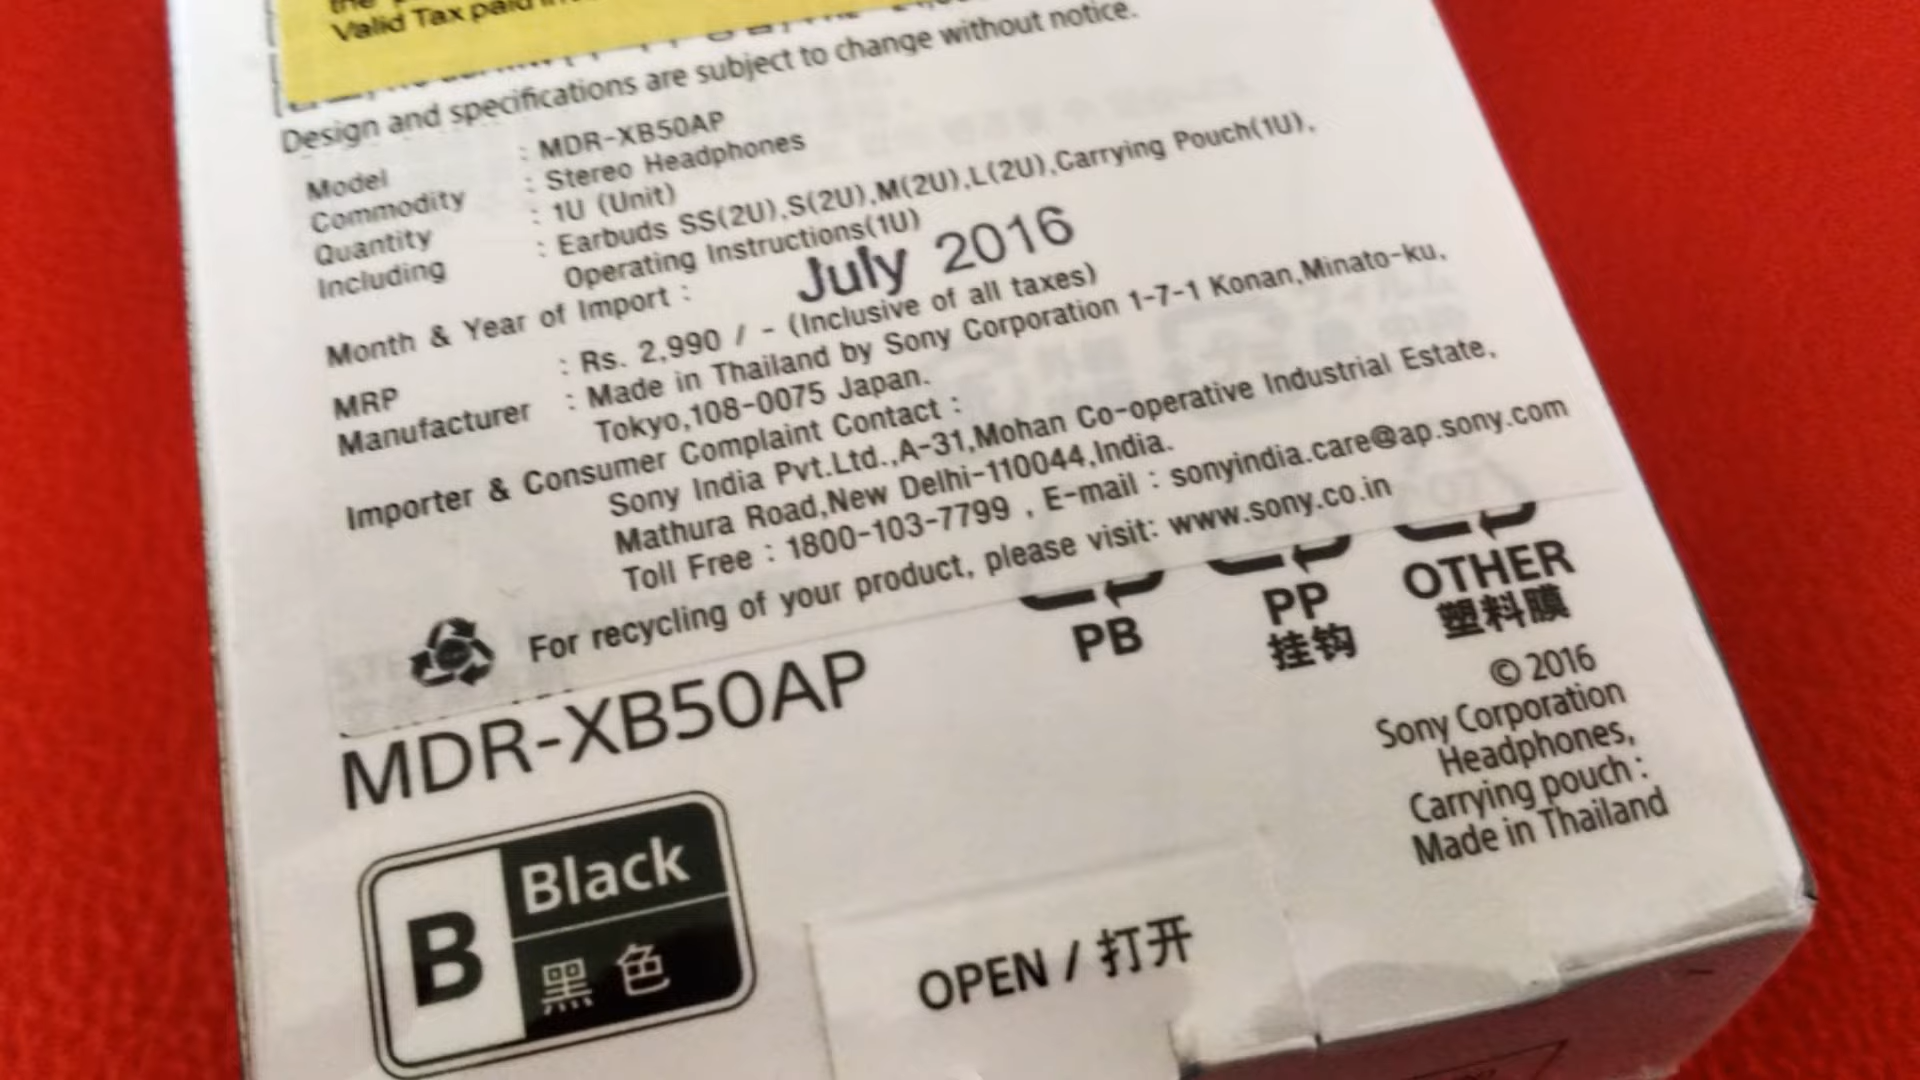 Valid Tax paid
Design and specifications are subject to change without notice.
Model : MDR-XB50AP
Commodity : Stereo Headphones
Quantity : 1U (Unit)
Including : Earbuds SS(2U),S(2U),M(2U),L(2U),Carrying Pouch(1U),
Operating Instructions(1U)
Month & Year of Import : July 2016
MRP : Rs. 2,990 / - (Inclusive of all taxes)
Manufacturer : Made in Thailand by Sony Corporation 1-7-1 Konan,Minato-ku,
Tokyo,108-0075 Japan.
Importer & Consumer Complaint Contact :
Sony India Pvt.Ltd.,A-31,Mohan Co-operative Industrial Estate,
Mathura Road,New Delhi-110044,India.
Toll Free : 1800-103-7799 , E-mail : sonyindia.care@ap.sony.com
For recycling of your product, please visit: www.sony.co.in
PB
PP
挂钩
OTHER
塑料膜
MDR-XB50AP
© 2016
Sony Corporation
Headphones,
Carrying pouch :
Made in Thailand
B
Black
黑色
OPEN / 打开